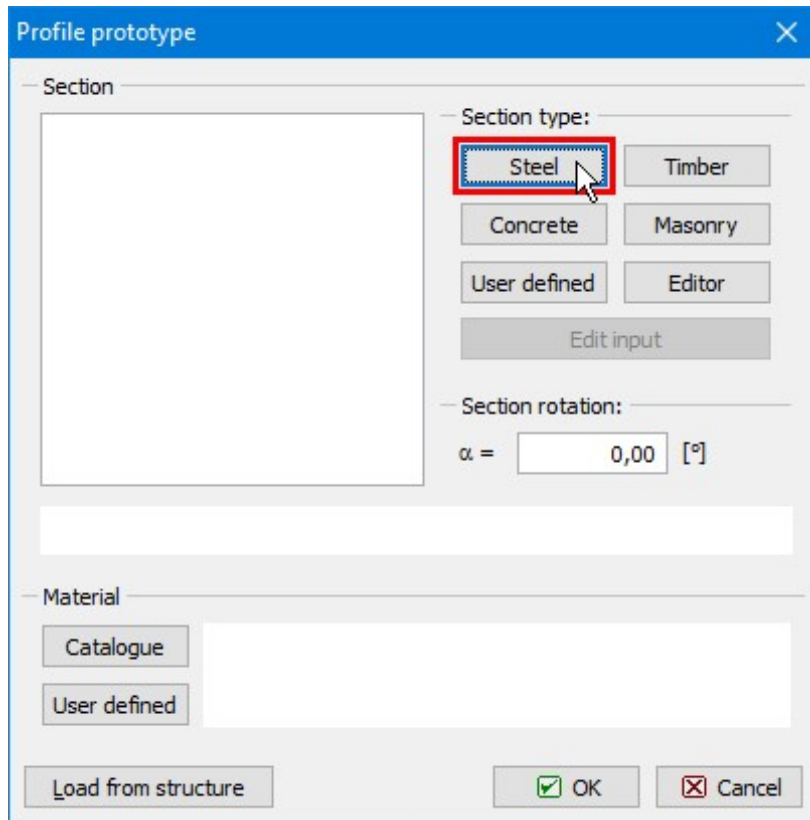 Profile prototype
Section
Section type:
Steel
Timber
Concrete
Masonry
User defined
Editor
Edit input
Section rotation:
α = 0,00 [°]
Material
Catalogue
User defined
Load from structure
OK
Cancel